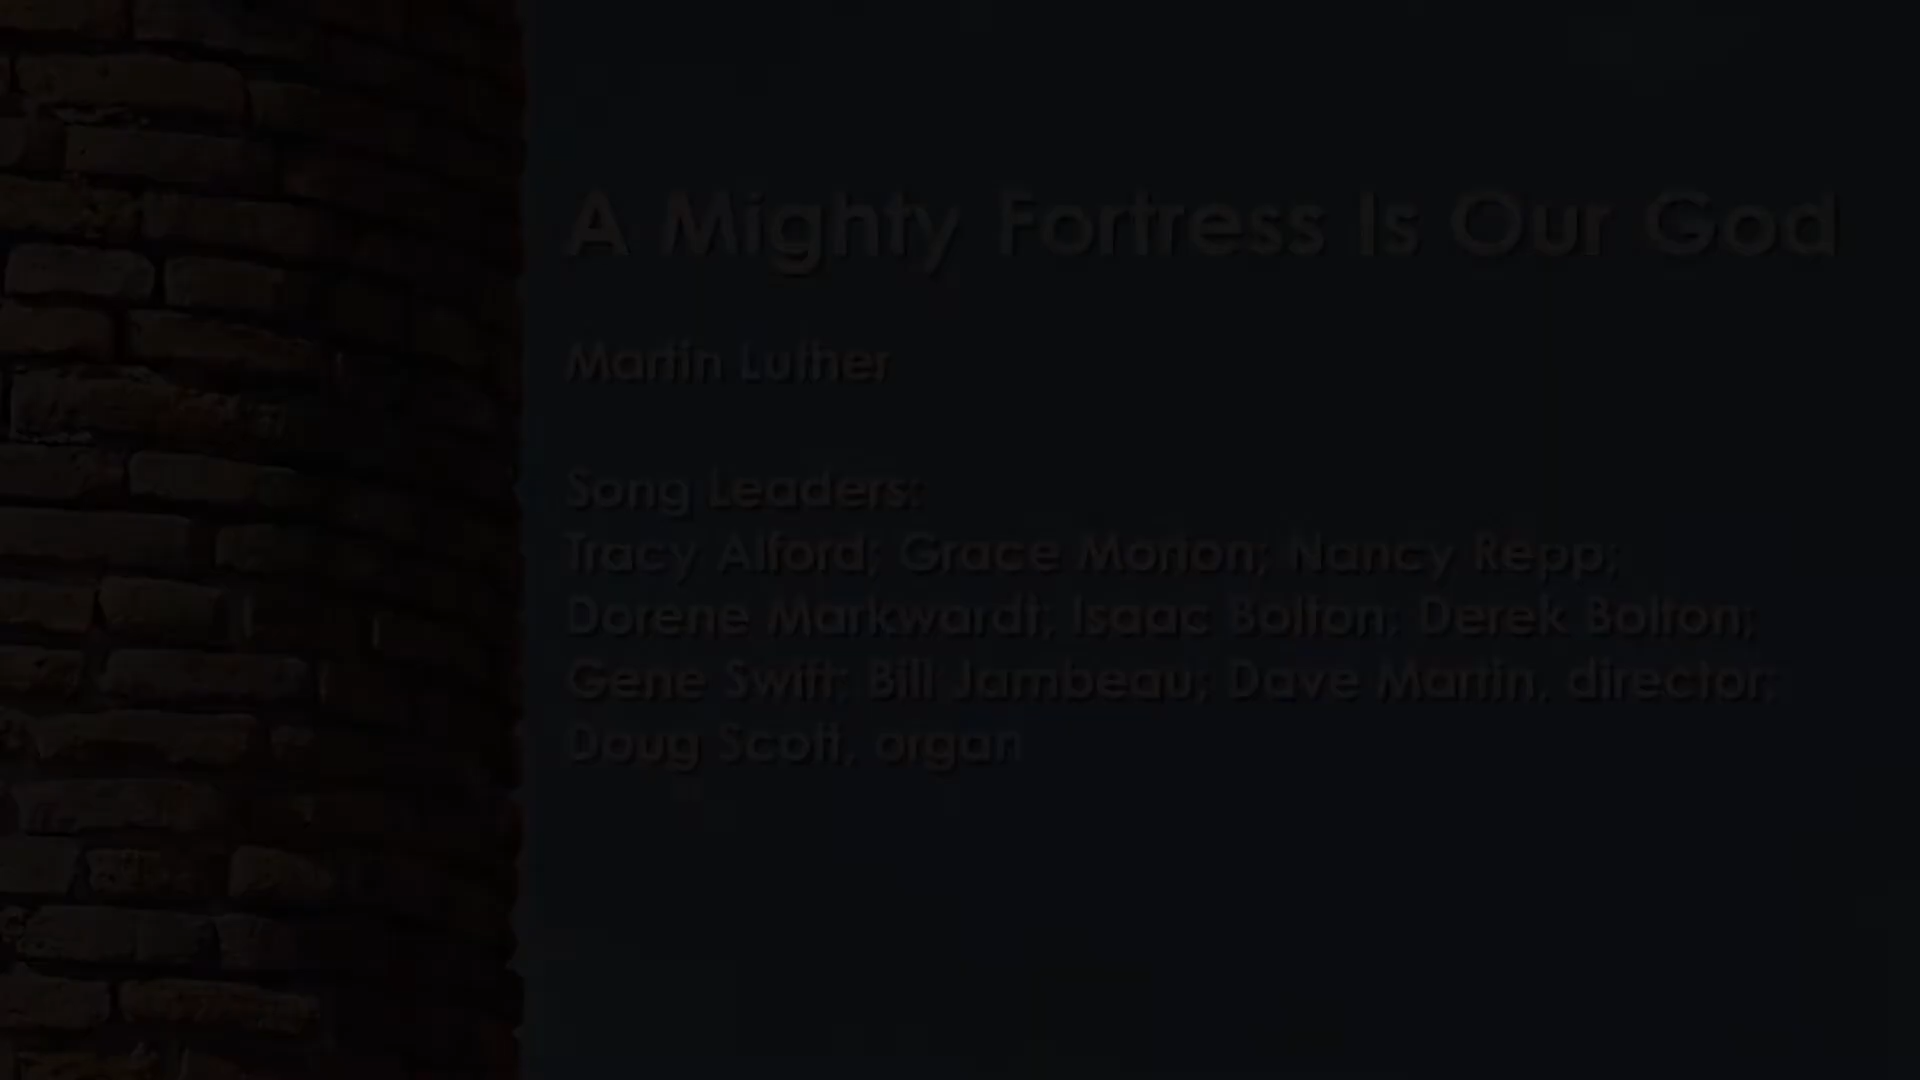 A Mighty Fortress Is Our God
Martin Luther
Song Leaders:
Tracy Alford; Grace Morion; Nancy Repp;
Dorene Markwardt; Isaac Bolton; Derek Bolton;
Gene Swift; Bill Jambeau; Dave Martin, director;
Doug Scott, organ